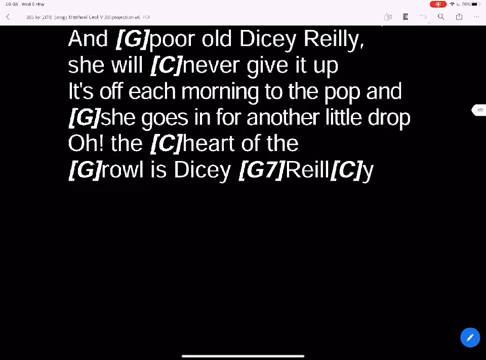 And [G]poor old Dicey Reilly,
she will [C]never give it up
It's off each morning to the pop and
[G]she goes in for another little drop
Oh! the [C]heart of the
[G]rowl is Dicey [G7]Reill[C]y